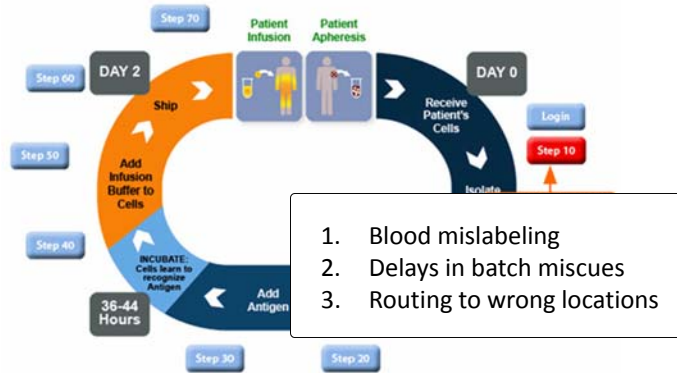 Step 70
Patient
Infusion
Patient
Apheresis
Step 60
DAY 2
DAY 0
Ship
Receive
Patient's
Cells
Login
Step 10
Step 50
Add
Infusion
Buffer to
Cells
Isolate
1. Blood mislabeling
2. Delays in batch miscues
3. Routing to wrong locations
Step 40
INCUBATE:
Cells learn to
recognize
Antigen
36-44
Hours
Add
Antigen
Step 30
Step 20